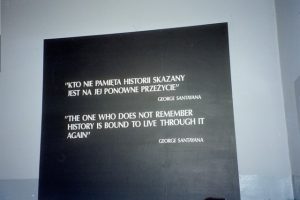 "KTO NIE PAMIĘTA HISTORII SKAZANY
JEST NA JEJ PONOWNE PRZEŻYCIE"
GEORGE SANTAYANA
"THE ONE WHO DOES NOT REMEMBER
HISTORY IS BOUND TO LIVE THROUGH IT
AGAIN"
GEORGE SANTAYANA